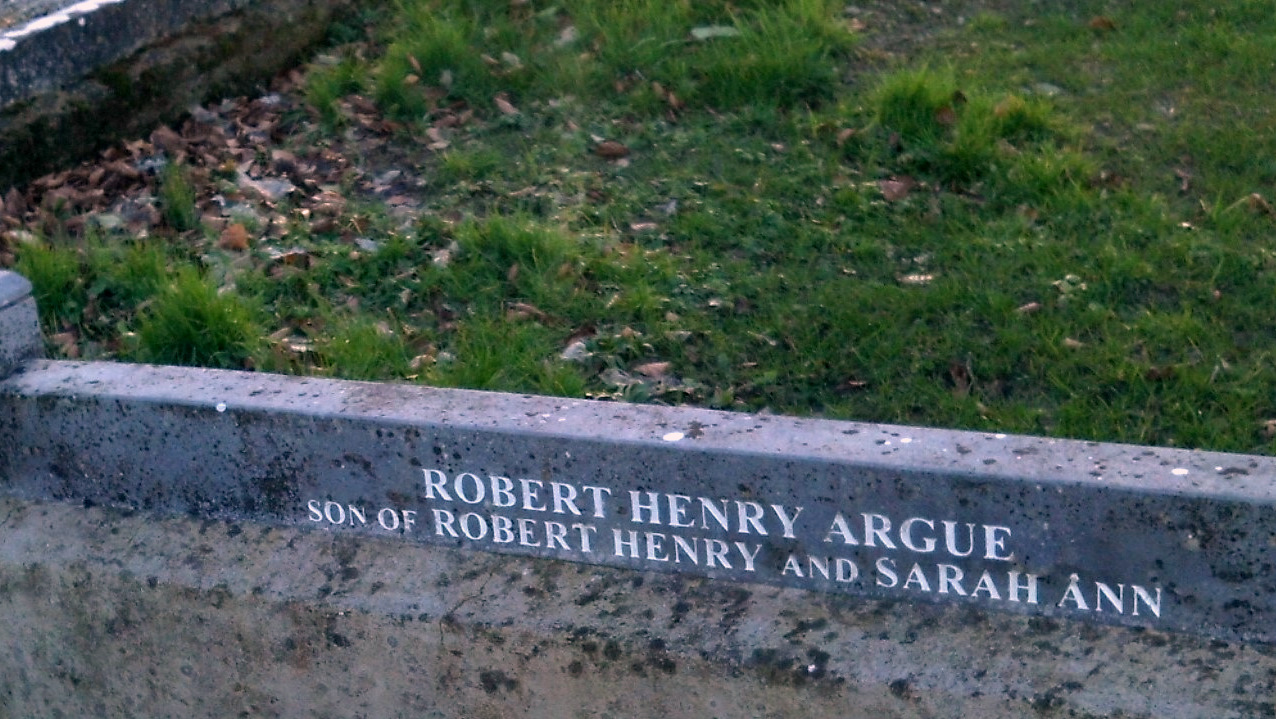 ROBERT HENRY ARGUE
SON OF ROBERT HENRY AND SARAH ANN